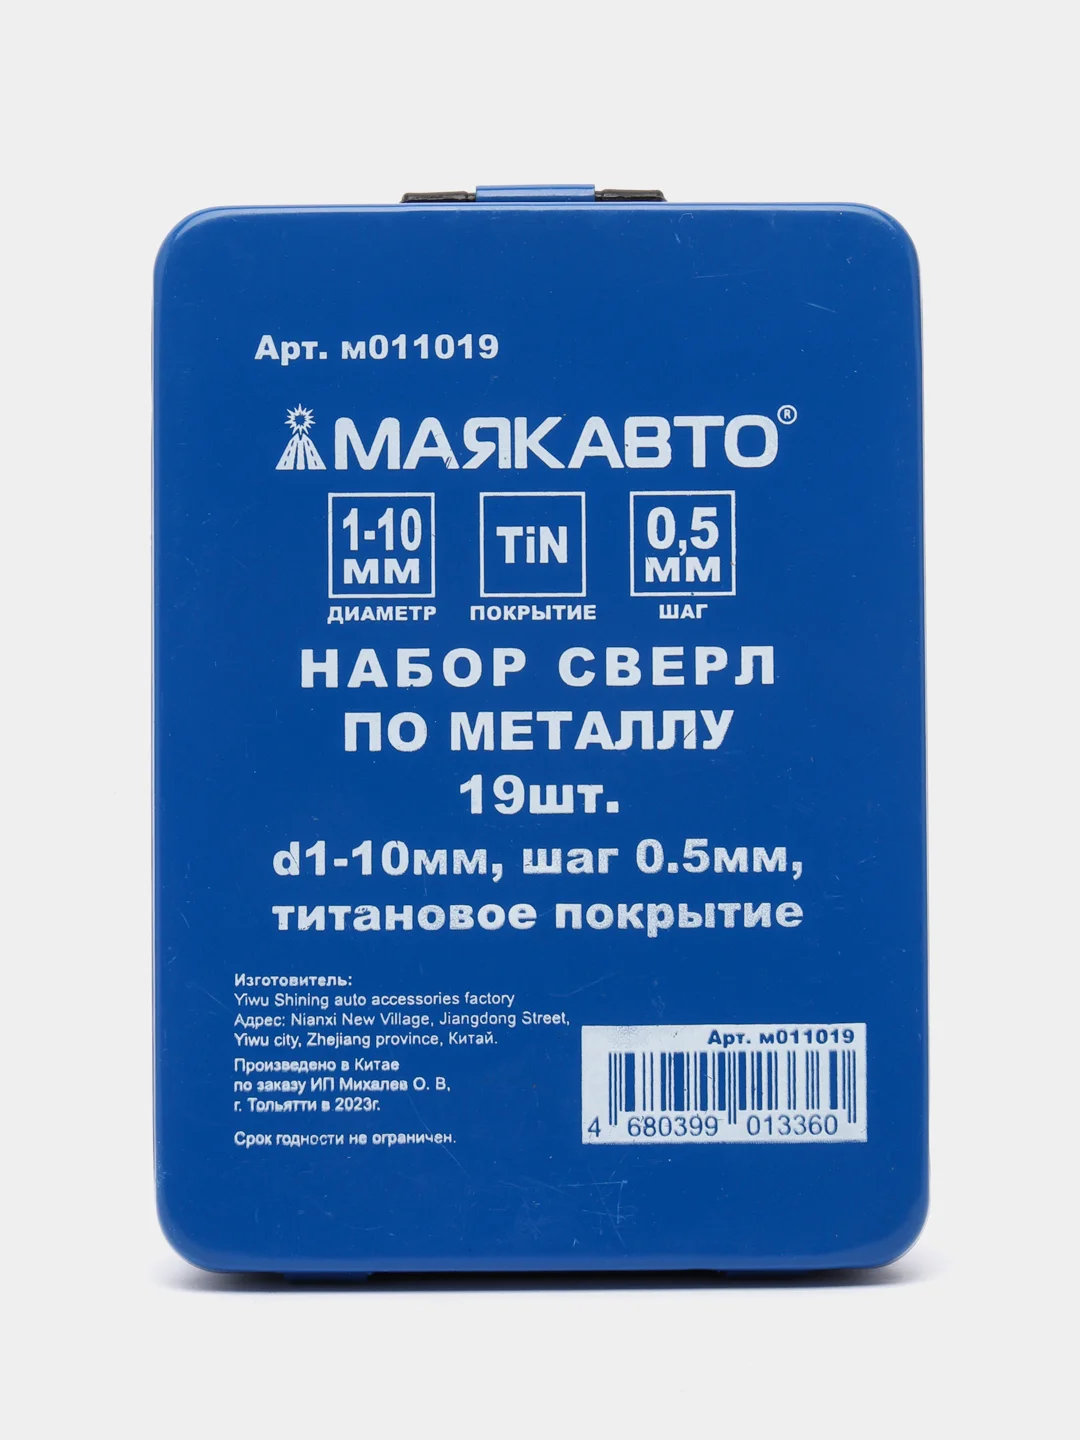 Арт. м011019
МАЯКАВТО®
1-10
мм
TiN
0,5
мм
ДИАМЕТР
ПОКРЫТИЕ
ШАГ
НАБОР СВЕРЛ
ПО МЕТАЛЛУ
19шт.
d1-10мм, шаг 0.5мм,
титановое покрытие
Изготовитель:
Yiwu Shining auto accessories factory
Адрес: Nianxi New Village, Jiangdong Street,
Yiwu city, Zhejiang province, Китай.
Произведено в Китае
по заказу ИП Михалев О. В,
г. Тольятти в 2023г.
Срок годности не ограничен.
Арт. м011019
4 680399 013360